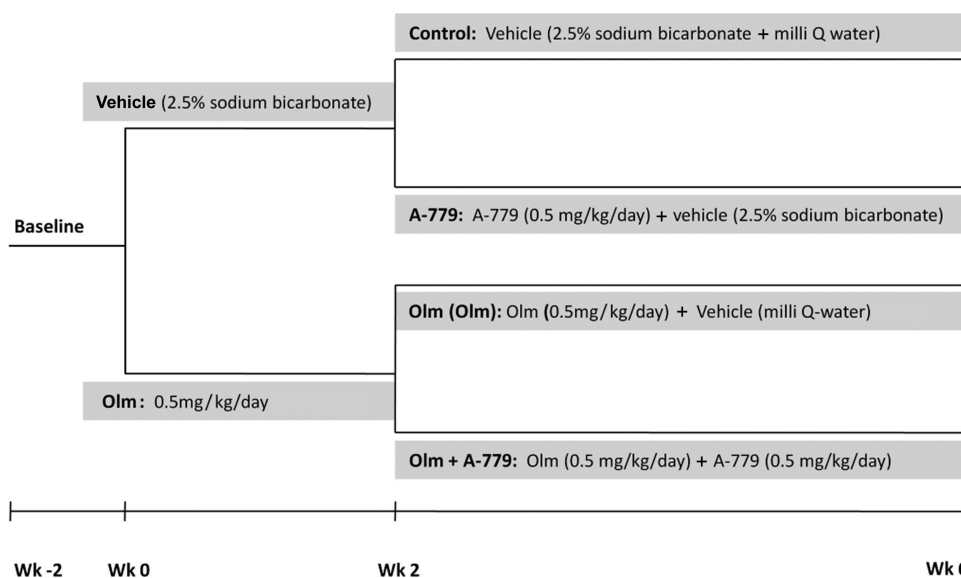 Control: Vehicle (2.5% sodium bicarbonate + milli Q water)
Vehicle (2.5% sodium bicarbonate)
A-779: A-779 (0.5 mg/kg/day) + vehicle (2.5% sodium bicarbonate)
Baseline
Olm (Olm): Olm (0.5mg/kg/day) + Vehicle (milli Q-water)
Olm: 0.5mg/kg/day
Olm + A-779: Olm (0.5 mg/kg/day) + A-779 (0.5 mg/kg/day)
Wk -2 Wk 0 Wk 2 Wk